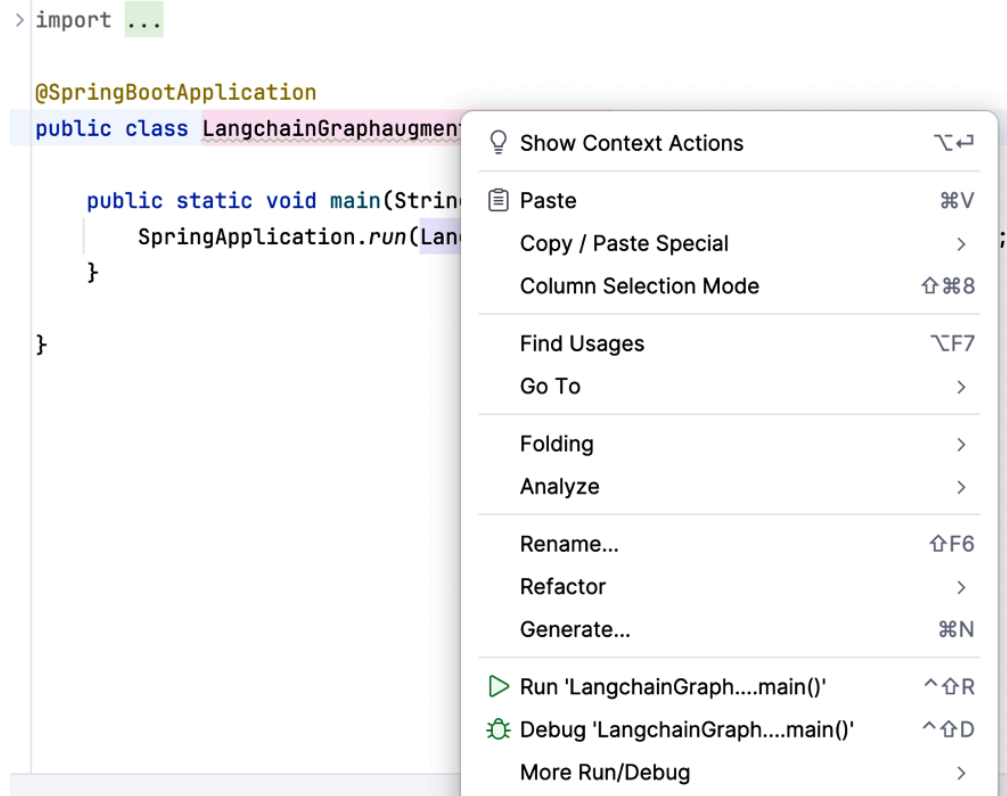 import ...
@SpringBootApplication
public class LangchainGraphaugmen
public static void main(Strin
SpringApplication.run(Lan
;
}
}
Show Context Actions ⌥↩
Paste ⌘V
Copy / Paste Special >
Column Selection Mode ⇧⌘8
Find Usages ⌥F7
Go To >
Folding >
Analyze >
Rename... ⇧F6
Refactor >
Generate... ⌘N
Run 'LangchainGraph....main()' ^⇧R
Debug 'LangchainGraph....main()' ^⇧D
More Run/Debug >